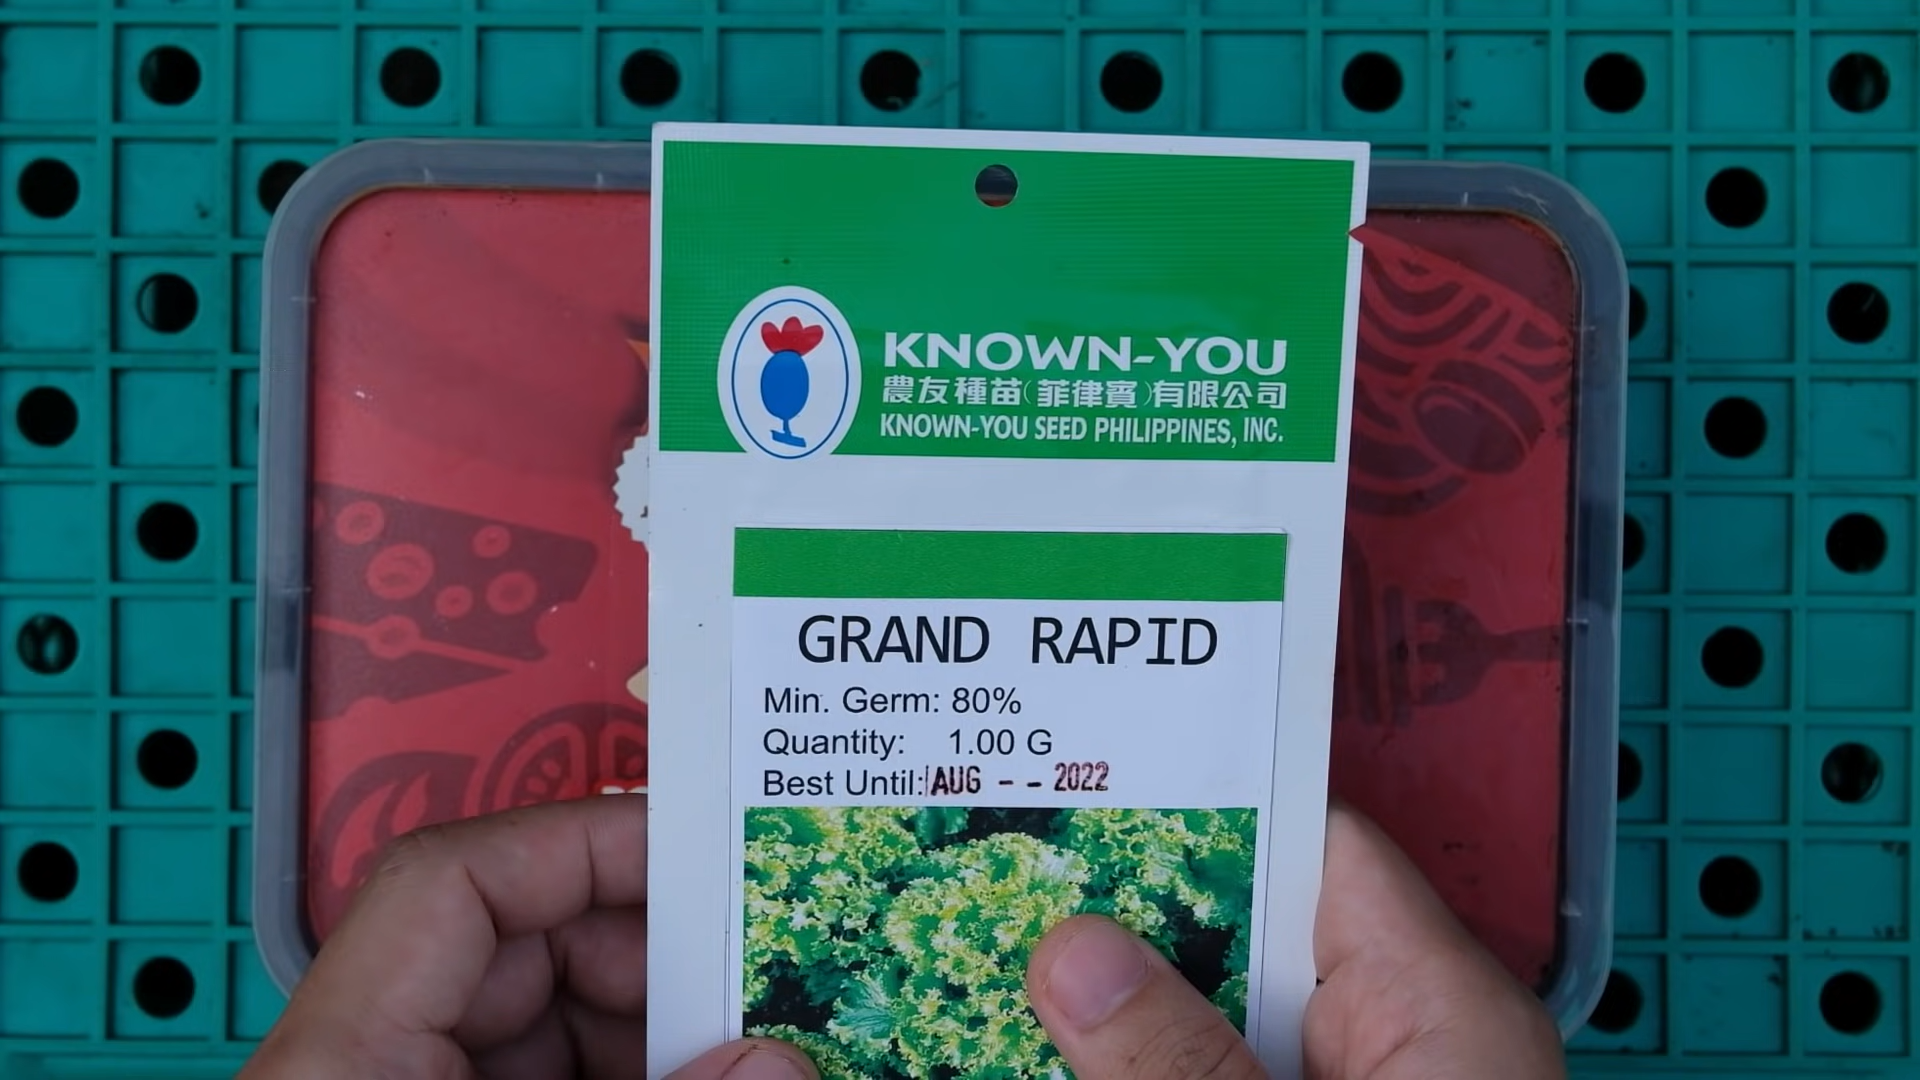 KNOWN-YOU
農友種苗(菲律賓)有限公司
KNOWN-YOU SEED PHILIPPINES, INC.
GRAND RAPID
Min. Germ: 80%
Quantity: 1.00 G
Best Until: AUG - - 2022